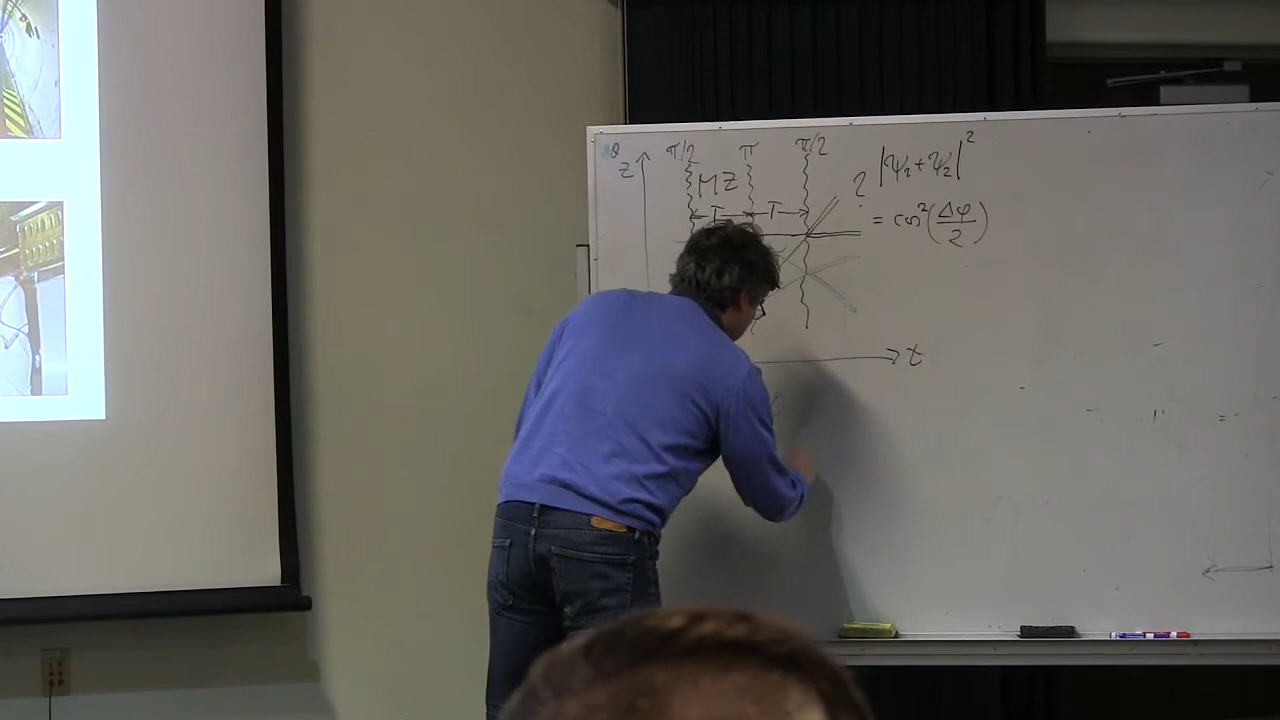 π/2 π π/2
z
MZ
T T
? |ψ₁+ψ₂|²
= cos²(Δφ/2)
t